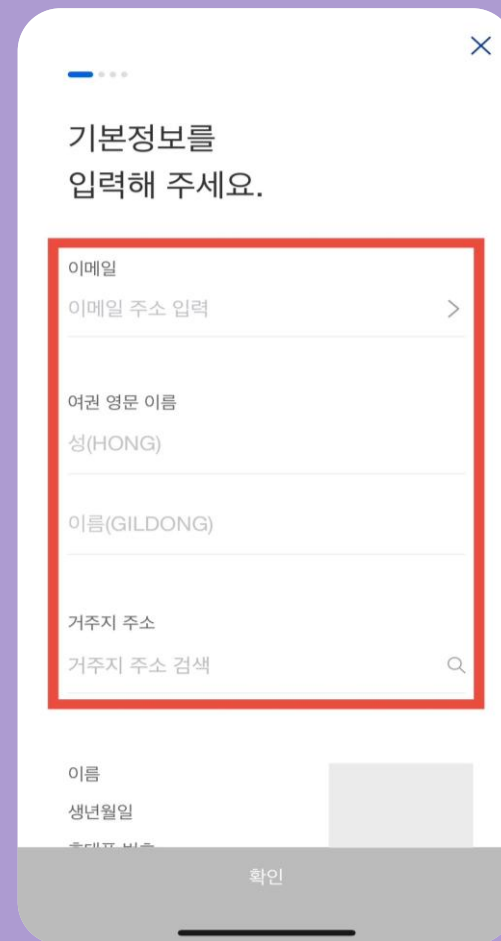 기본정보를
입력해 주세요.
이메일
이메일 주소 입력
여권 영문 이름
성(HONG)
이름(GILDONG)
거주지 주소
거주지 주소 검색
이름
생년월일
확인